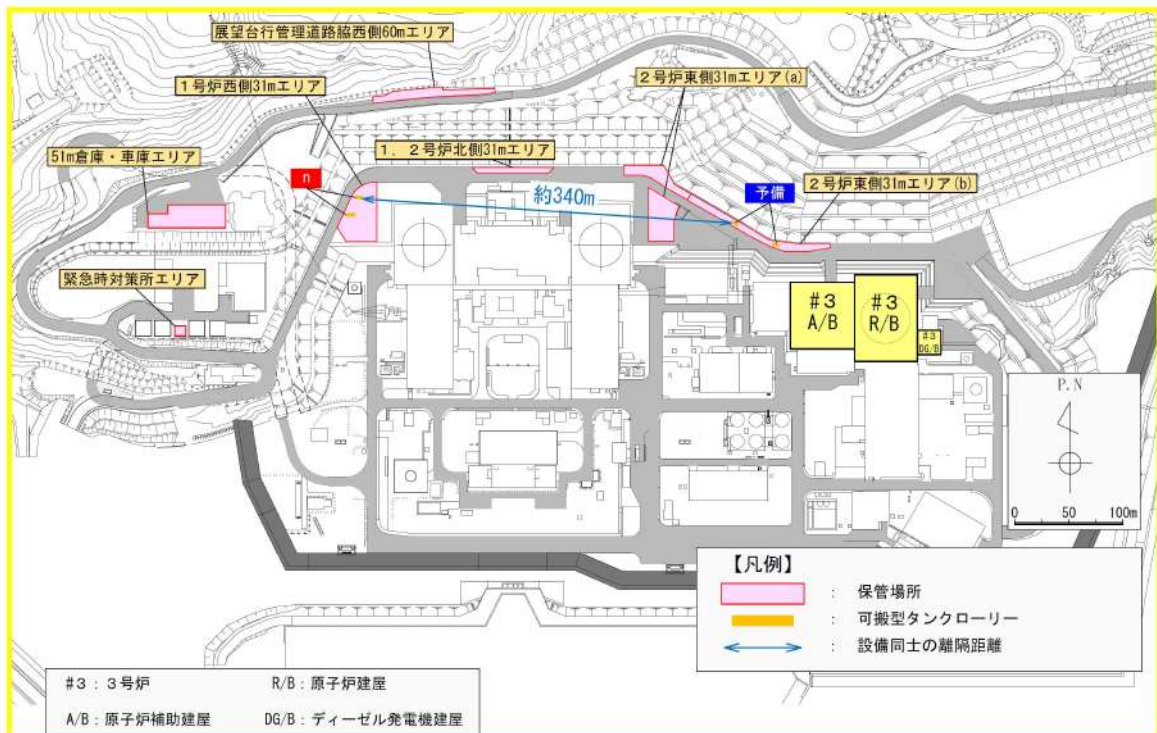 展望台行管理道路脇西側60mエリア
1号炉西側31mエリア
2号炉東側31mエリア(a)
51m倉庫・車庫エリア
1，2号炉北側31mエリア
n
約340m
予備
2号炉東側31mエリア(b)
緊急時対策所エリア
#3
A/B
#3
R/B
#3
DG/B
P.N
0 50 100m
【凡例】
： 保管場所
： 可搬型タンクローリー
： 設備同士の離隔距離
#3：3号炉 R/B：原子炉建屋
A/B：原子炉補助建屋 DG/B：ディーゼル発電機建屋